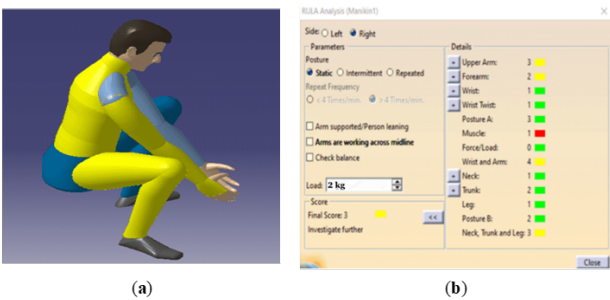 RULA Analysis (Manikin1)
Side: Left Right
Parameters
Posture
Static Intermittent Repeated
Repeat Frequency
< 4 Times/min. > 4 Times/min.
Arm supported/Person leaning
Arms are working across midline
Check balance
Load: 2 kg
Score
Final Score: 3
<<
Investigate further
Details
+ Upper Arm: 3
+ Forearm: 2
+ Wrist: 1
+ Wrist Twist: 1
Posture A: 3
Muscle: 1
Force/Load: 0
Wrist and Arm: 4
+ Neck: 1
+ Trunk: 2
Leg: 1
Posture B: 2
Neck, Trunk and Leg: 3
Close
(a)
(b)